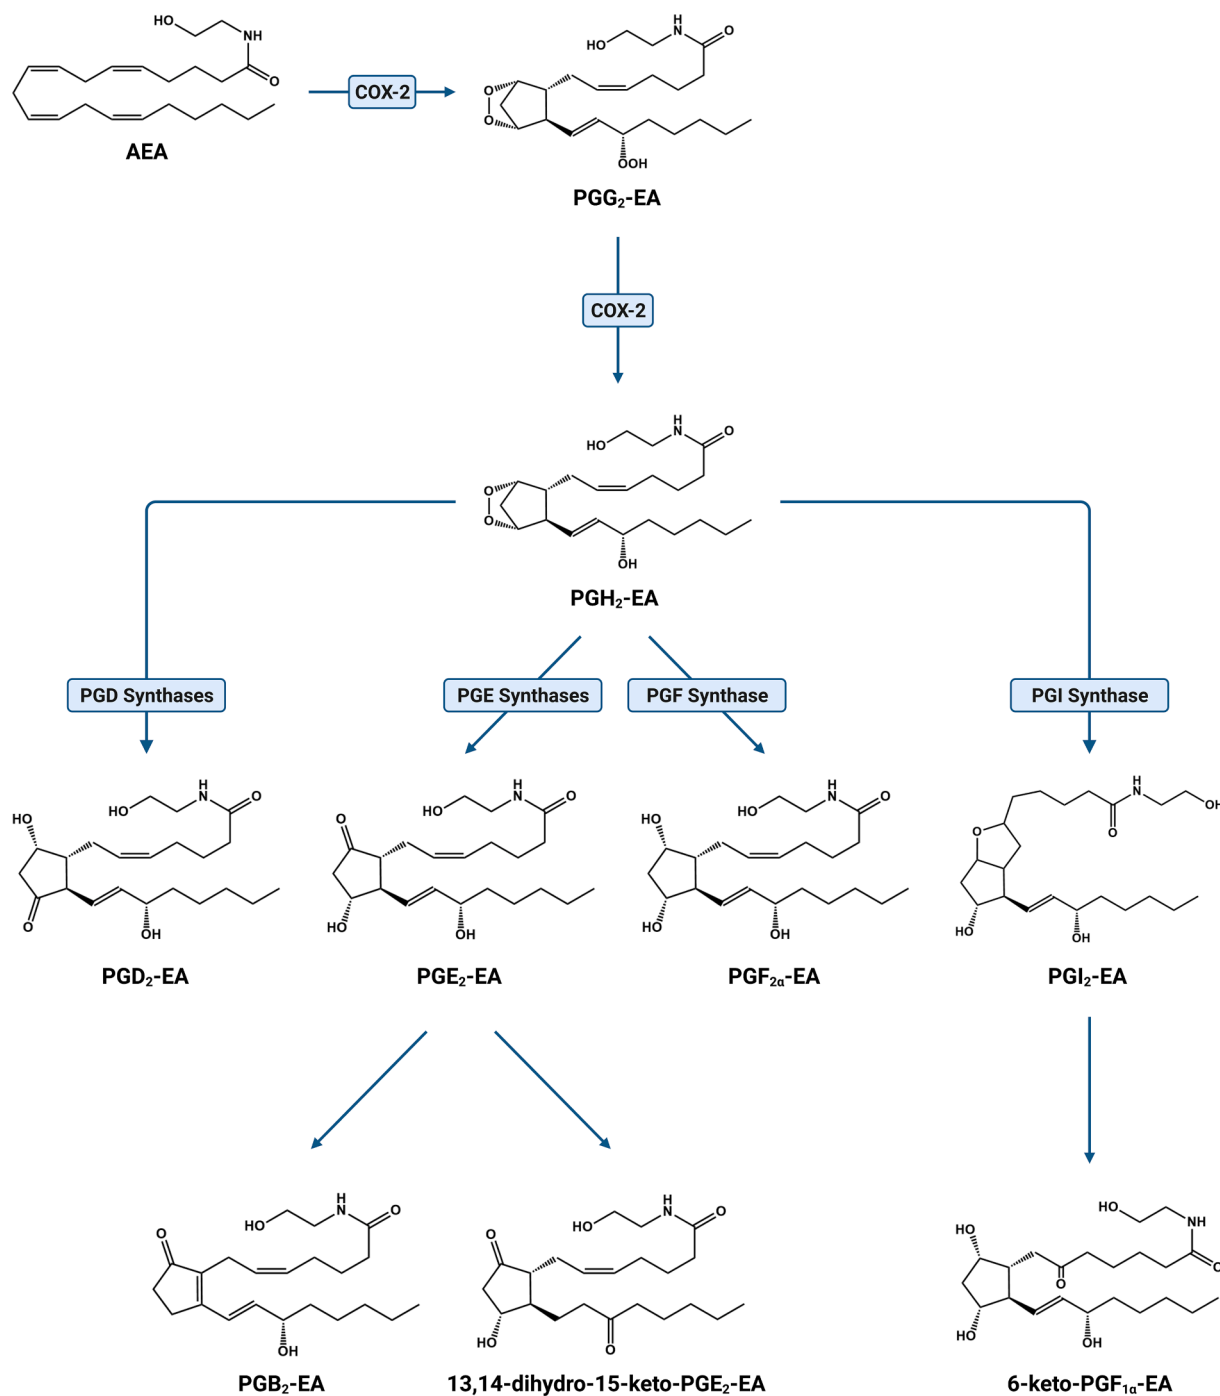 HO
NH
O
AEA
COX-2
HO
H
N
O
O
O
OOH
PGG₂-EA
COX-2
HO
H
N
O
O
O
OH
PGH₂-EA
PGD Synthases
PGE Synthases
PGF Synthase
PGI Synthase
HO
H
N
O
HO
O
OH
PGD₂-EA
HO
H
N
O
O
HO
OH
PGE₂-EA
HO
H
N
O
HO
HO
OH
PGF₂α-EA
H
N
OH
O
O
HO
OH
PGI₂-EA
HO
H
N
O
O
OH
PGB₂-EA
HO
H
N
O
O
HO
O
13,14-dihydro-15-keto-PGE₂-EA
HO
NH
O
HO
O
HO
OH
6-keto-PGF₁α-EA